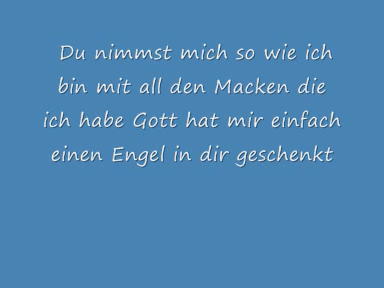 Du nimmst mich so wie ich
bin mit all den Macken die
ich habe Gott hat mir einfach
einen Engel in dir geschenkt